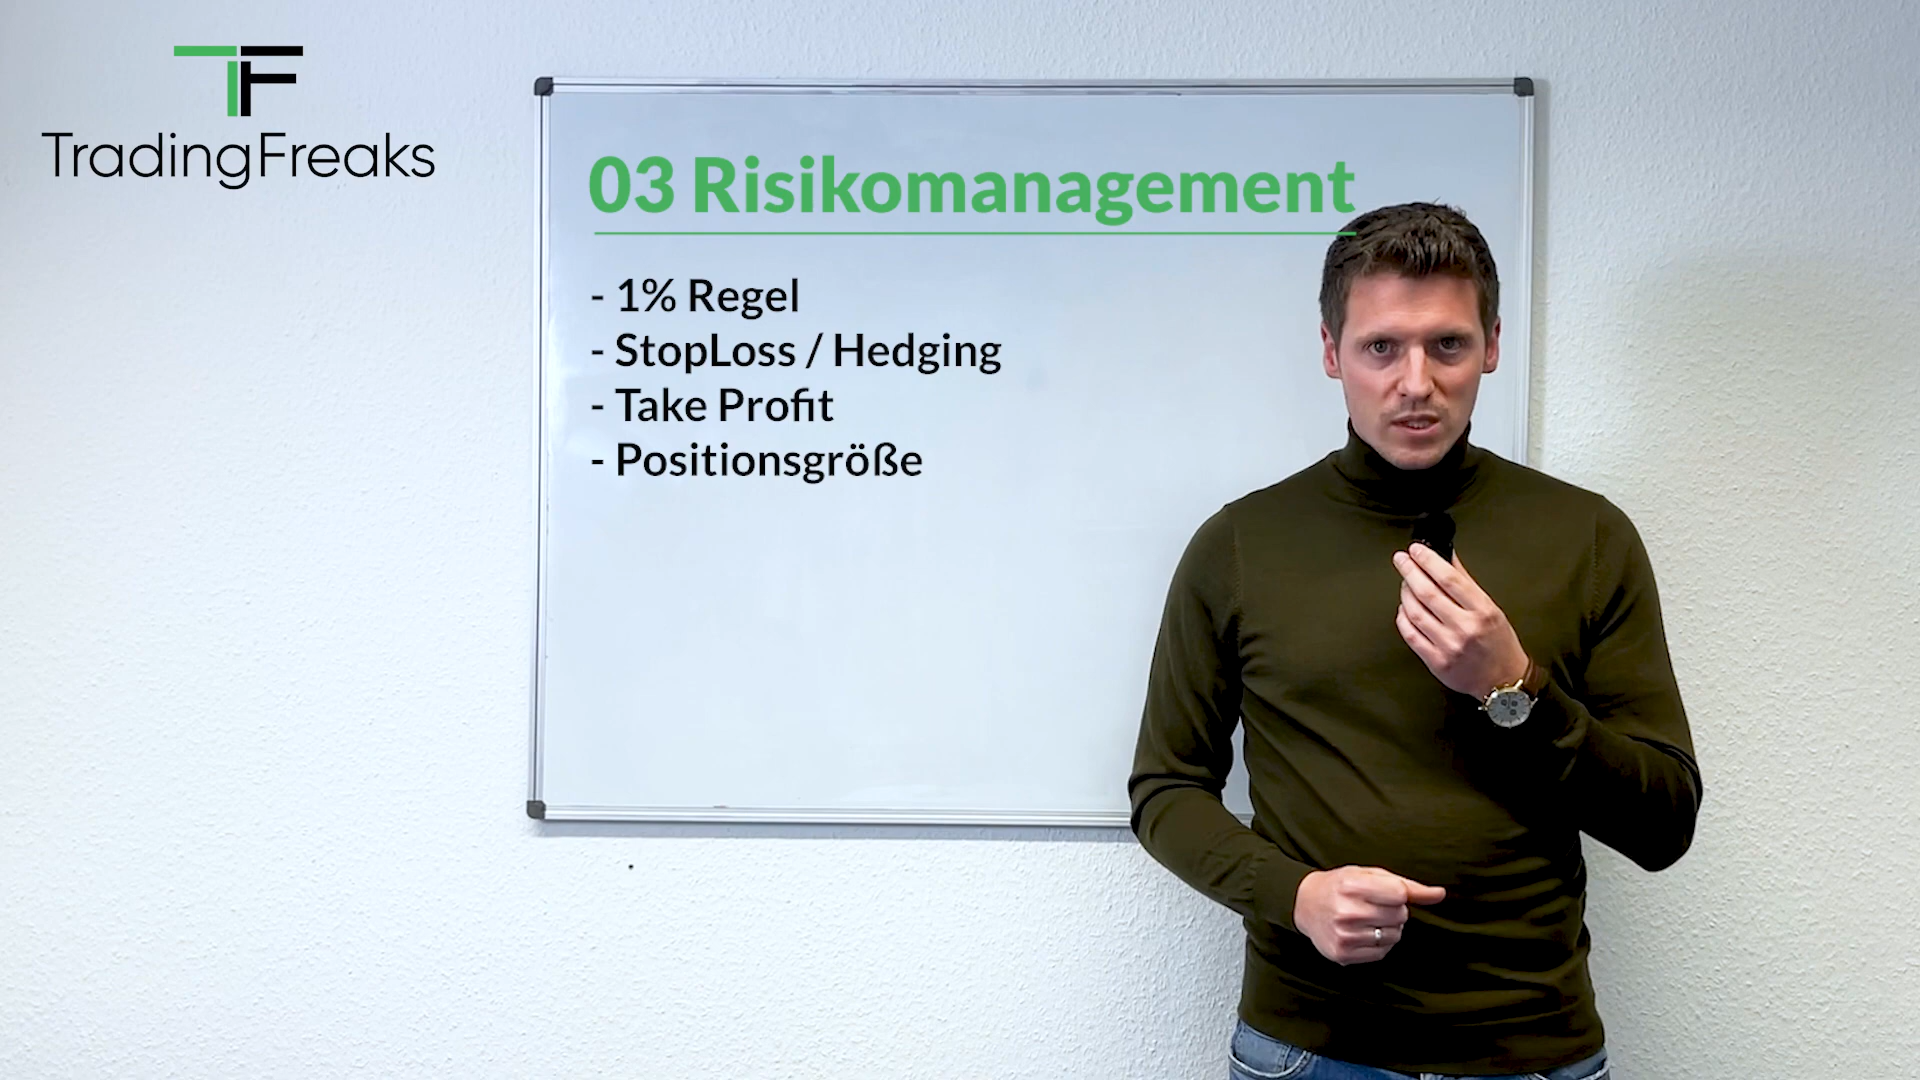 TF
TradingFreaks
03 Risikomanagement
- 1% Regel
- StopLoss / Hedging
- Take Profit
- Positionsgröße